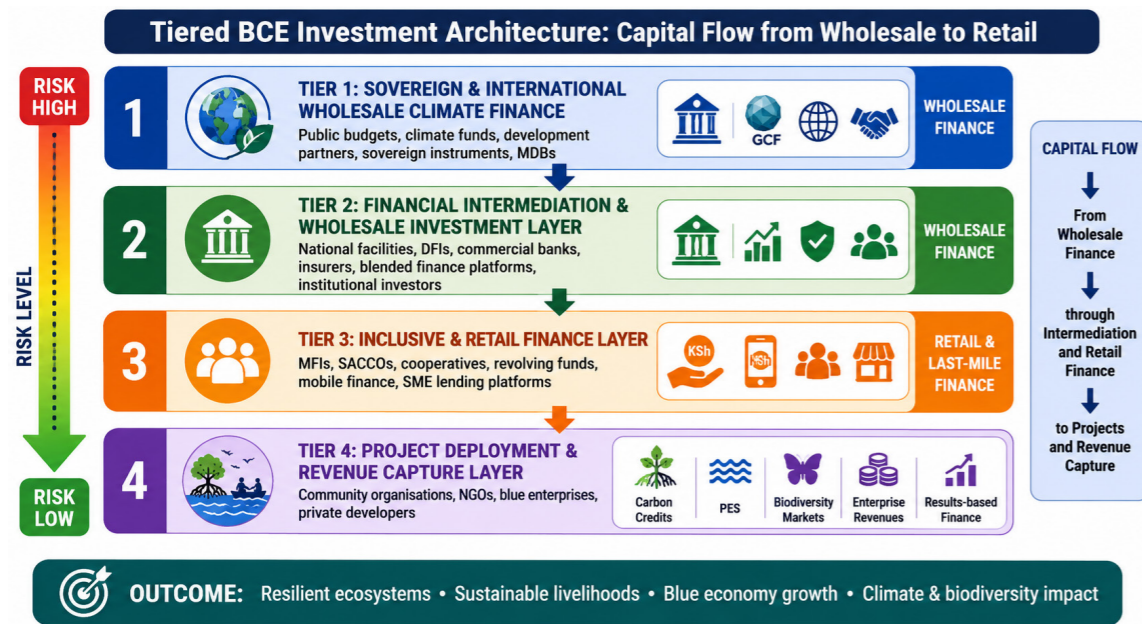 Tiered BCE Investment Architecture: Capital Flow from Wholesale to Retail
RISK
HIGH
RISK LEVEL
RISK
LOW
1
TIER 1: SOVEREIGN & INTERNATIONAL
WHOLESALE CLIMATE FINANCE
Public budgets, climate funds, development
partners, sovereign instruments, MDBs
GCF
WHOLESALE
FINANCE
2
TIER 2: FINANCIAL INTERMEDIATION &
WHOLESALE INVESTMENT LAYER
National facilities, DFIs, commercial banks,
insurers, blended finance platforms,
institutional investors
WHOLESALE
FINANCE
3
TIER 3: INCLUSIVE & RETAIL FINANCE LAYER
MFIs, SACCOs, cooperatives, revolving funds,
mobile finance, SME lending platforms
KSh
RETAIL &
LAST-MILE
FINANCE
4
TIER 4: PROJECT DEPLOYMENT &
REVENUE CAPTURE LAYER
Community organisations, NGOs, blue enterprises,
private developers
Carbon
Credits
PES
Biodiversity
Markets
Enterprise
Revenues
Results-based
Finance
CAPITAL FLOW
From
Wholesale
Finance
through
Intermediation
and Retail
Finance
to Projects
and Revenue
Capture
OUTCOME: Resilient ecosystems • Sustainable livelihoods • Blue economy growth • Climate & biodiversity impact